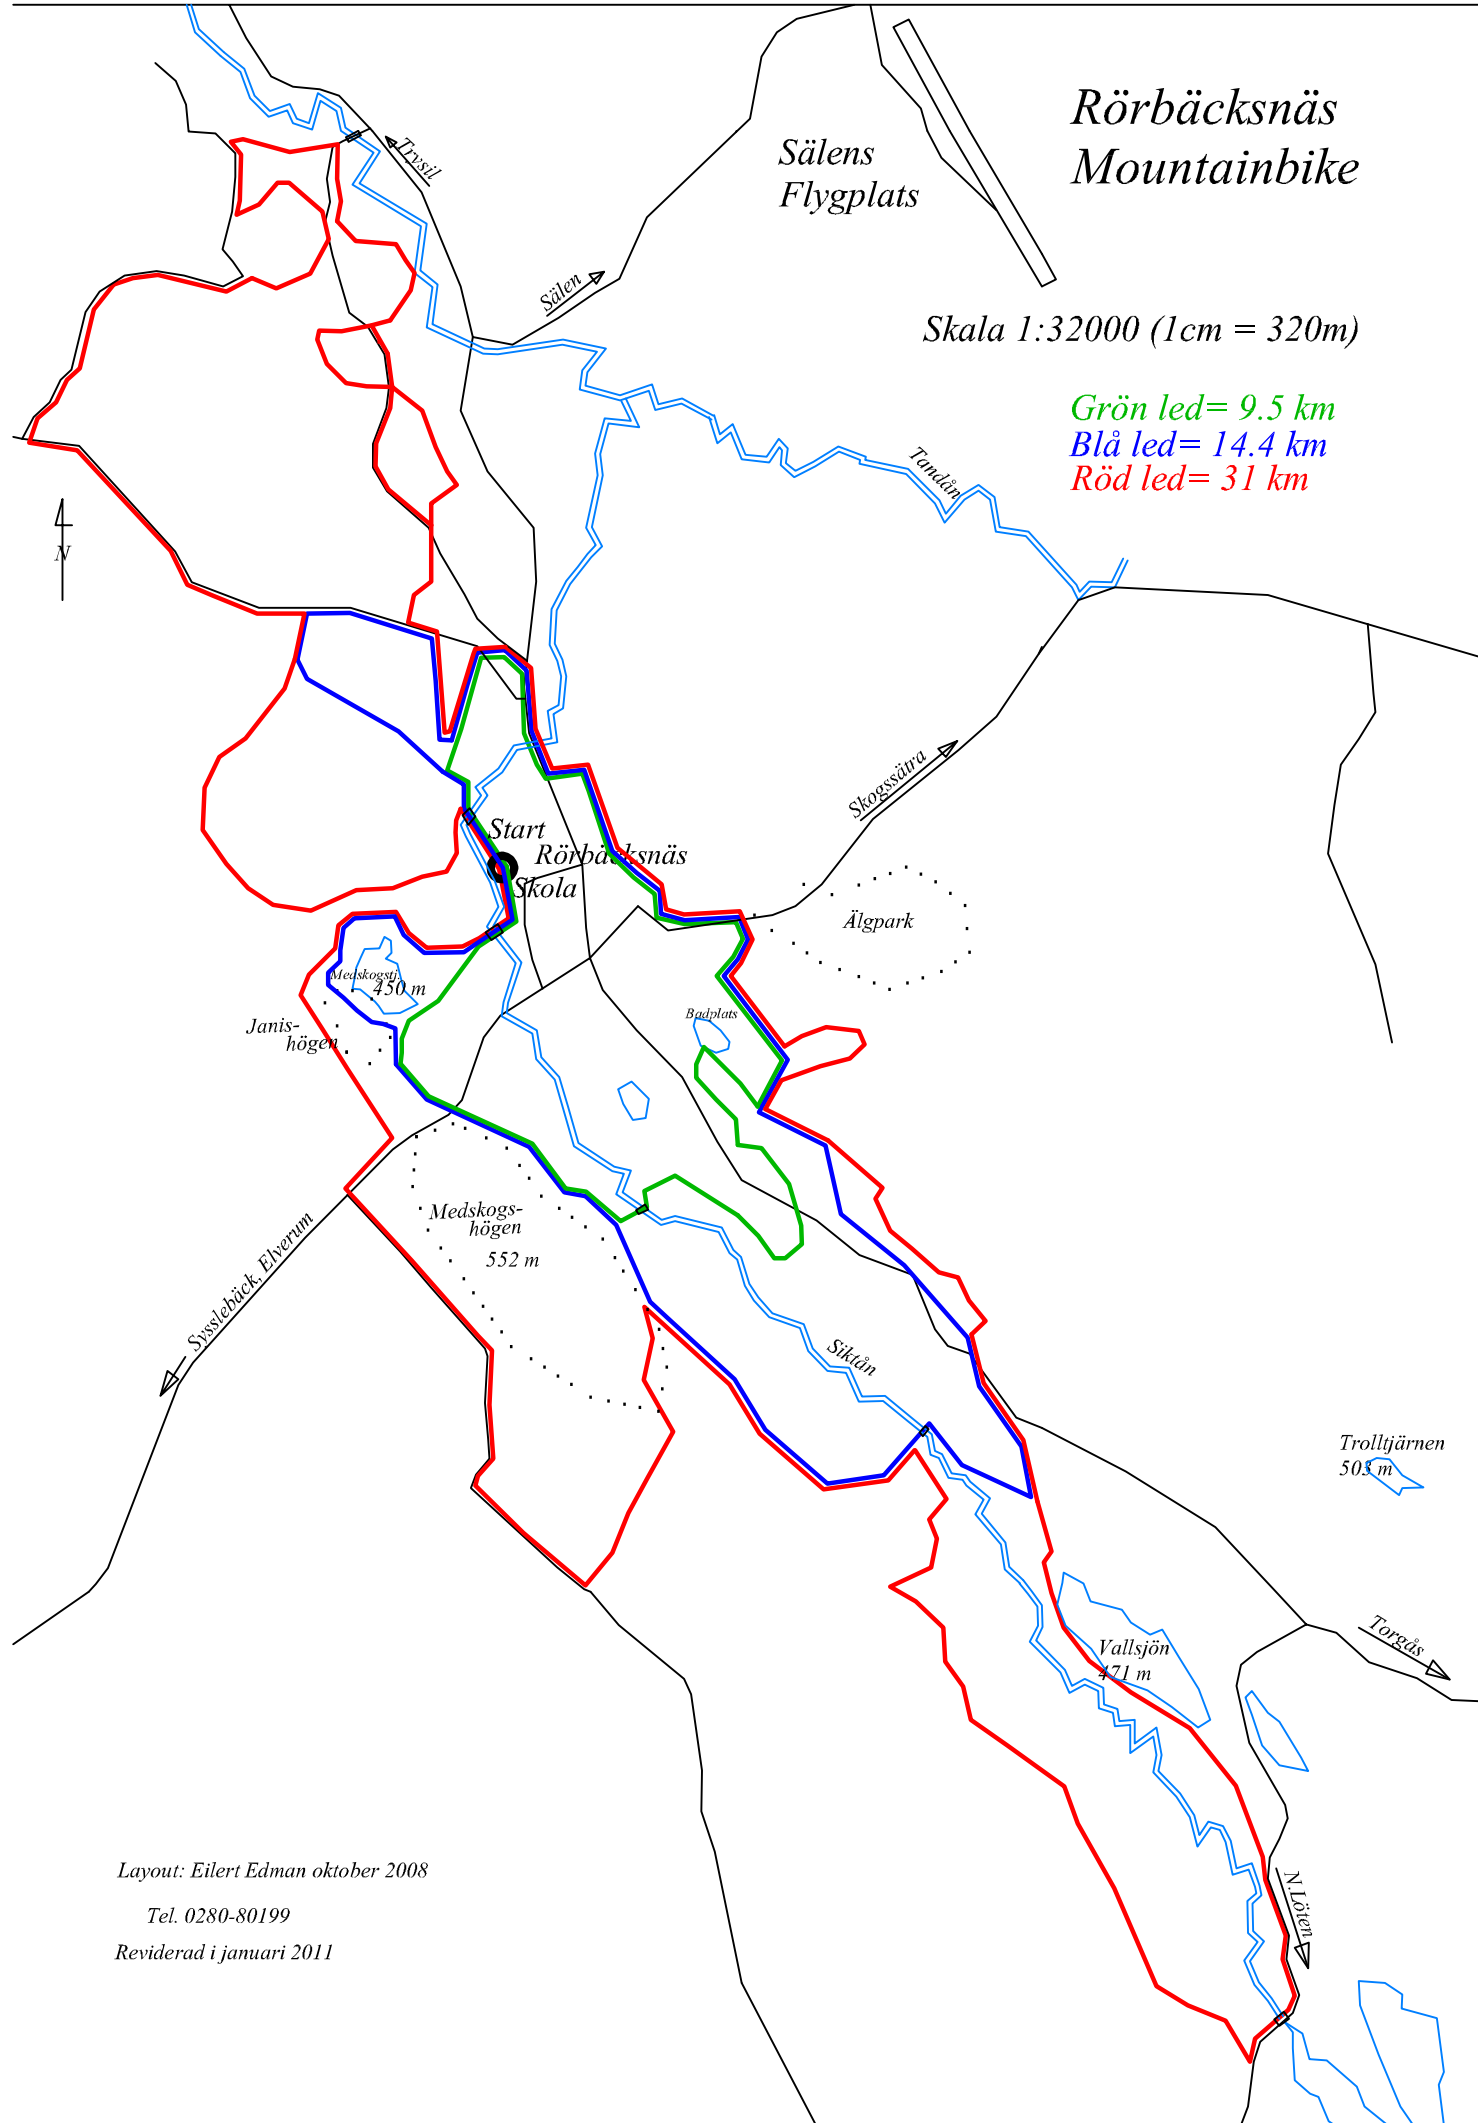 Rörbäcksnäs
Mountainbike
Trysil
Sälens
Flygplats
Sälen
Skala 1:32000 (1cm = 320m)
Grön led= 9.5 km
Blå led= 14.4 km
Röd led= 31 km
Tandån
N
Skogssätra
Start
Rörbäcksnäs
Skola
Älgpark
Medskogstj.
450 m
Janis-
högen
Badplats
Medskogs-
högen
552 m
Sysslebäck, Elverum
Siktån
Trolltjärnen
503 m
Torgås
Vallsjön
471 m
N.Löten
Layout: Eilert Edman oktober 2008
Tel. 0280-80199
Reviderad i januari 2011